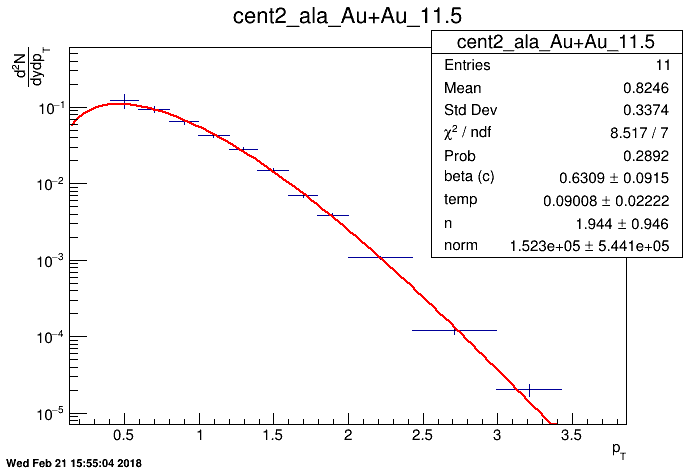 cent2_ala_Au+Au_11.5
cent2_ala_Au+Au_11.5
Entries 11
Mean 0.8246
Std Dev 0.3374
χ² / ndf 8.517 / 7
Prob 0.2892
beta (c) 0.6309 ± 0.0915
temp 0.09008 ± 0.02222
n 1.944 ± 0.946
norm 1.523e+05 ± 5.441e+05
d²N
dydp_T
10⁻¹
10⁻²
10⁻³
10⁻⁴
10⁻⁵
0.5 1 1.5 2 2.5 3 3.5
p_T
Wed Feb 21 15:55:04 2018